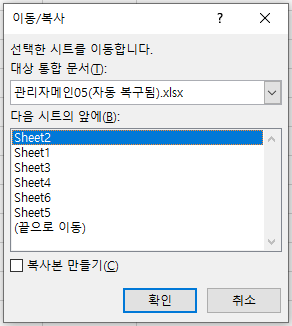 이동/복사
선택한 시트를 이동합니다.
대상 통합 문서(T):
관리자메인05(자동 복구됨).xlsx
다음 시트의 앞에(B):
Sheet2
Sheet1
Sheet3
Sheet4
Sheet6
Sheet5
(끝으로 이동)
복사본 만들기(C)
확인 취소